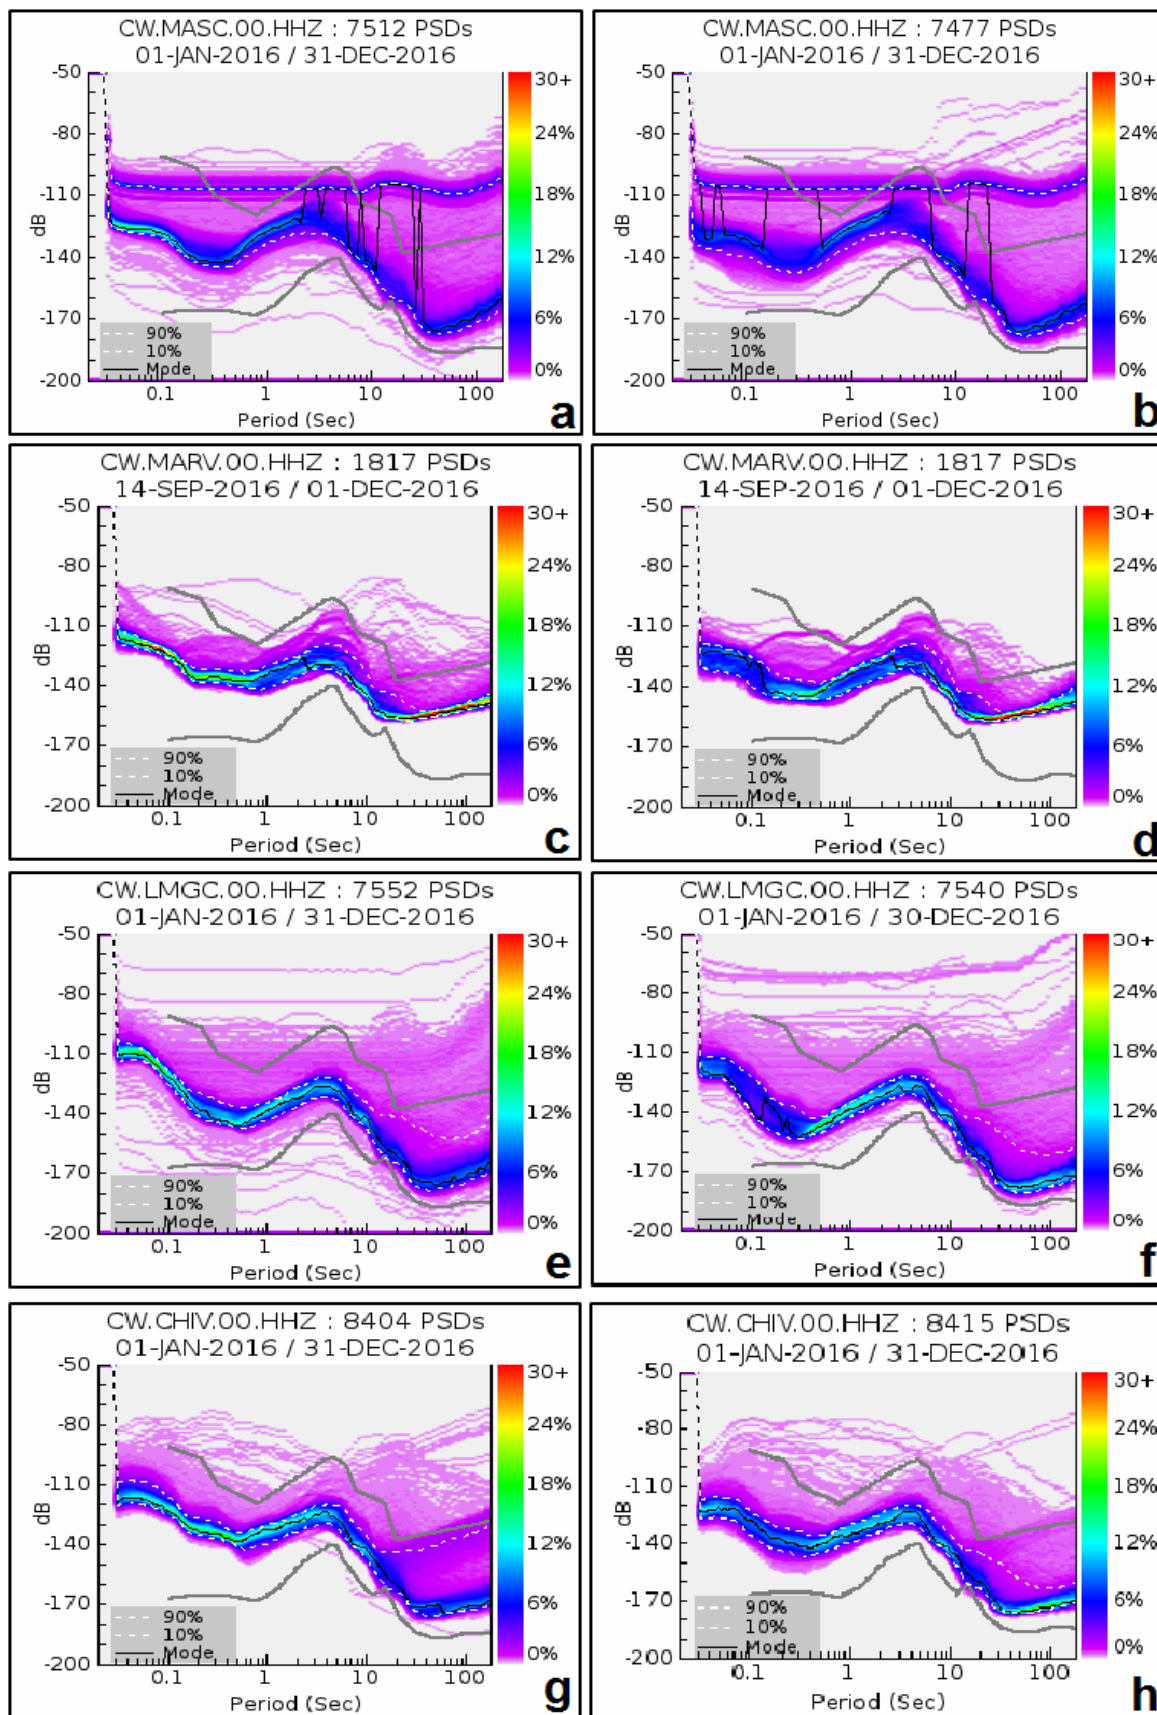 CW.MASC.00.HHZ : 7512 PSDs
01-JAN-2016 / 31-DEC-2016
-50
-80
-110
-140
-170
-200
dB
30+
24%
18%
12%
6%
0%
90%
10%
Mode
0.1 1 10 100
Period (Sec)
a
CW.MASC.00.HHZ : 7477 PSDs
01-JAN-2016 / 31-DEC-2016
-50
-80
-110
-140
-170
-200
dB
30+
24%
18%
12%
6%
0%
90%
10%
Mode
0.1 1 10 100
Period (Sec)
b
CW.MARV.00.HHZ : 1817 PSDs
14-SEP-2016 / 01-DEC-2016
-50
-80
-110
-140
-170
-200
dB
30+
24%
18%
12%
6%
0%
90%
10%
Mode
0.1 1 10 100
Period (Sec)
c
CW.MARV.00.HHZ : 1817 PSDs
14-SEP-2016 / 01-DEC-2016
-50
-80
-110
-140
-170
-200
dB
30+
24%
18%
12%
6%
0%
90%
10%
Mode
0.1 1 10 100
Period (Sec)
d
CW.LMGC.00.HHZ : 7552 PSDs
01-JAN-2016 / 31-DEC-2016
-50
-80
-110
-140
-170
-200
dB
30+
24%
18%
12%
6%
0%
90%
10%
Mode
0.1 1 10 100
Period (Sec)
e
CW.LMGC.00.HHZ : 7540 PSDs
01-JAN-2016 / 30-DEC-2016
-50
-80
-110
-140
-170
-200
dB
30+
24%
18%
12%
6%
0%
90%
10%
Mode
0.1 1 10 100
Period (Sec)
f
CW.CHIV.00.HHZ : 8404 PSDs
01-JAN-2016 / 31-DEC-2016
-50
-80
-110
-140
-170
-200
dB
30+
24%
18%
12%
6%
0%
90%
10%
Mode
0.1 1 10 100
Period (Sec)
g
CW.CHIV.00.HHZ : 8415 PSDs
01-JAN-2016 / 31-DEC-2016
-50
-80
-110
-140
-170
-200
dB
30+
24%
18%
12%
6%
0%
90%
10%
Mode
0.1 1 10 100
Period (Sec)
h